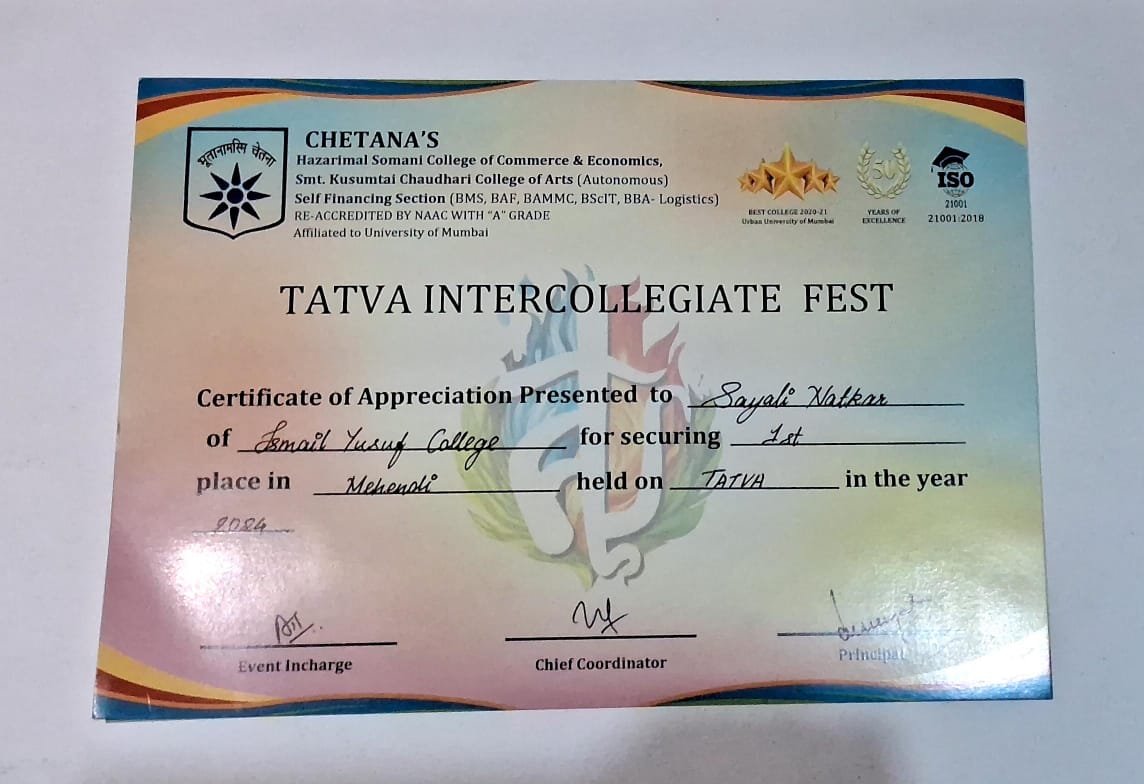 भूतानामस्मि चेतना
CHETANA'S
Hazarimal Somani College of Commerce & Economics,
Smt. Kusumtai Chaudhari College of Arts (Autonomous)
Self Financing Section (BMS, BAF, BAMMC, BScIT, BBA- Logistics)
RE-ACCREDITED BY NAAC WITH "A" GRADE
Affiliated to University of Mumbai
BEST COLLEGE 2020-21
Urban University of Mumbai
50
YEARS OF
EXCELLENCE
ISO
21001
21001:2018
TATVA INTERCOLLEGIATE FEST
Certificate of Appreciation Presented to Sayali Natkar
of Ismail Yusuf College for securing 1st
place in Mehendi held on TATVA in the year
2024
Event Incharge
Chief Coordinator
Principal